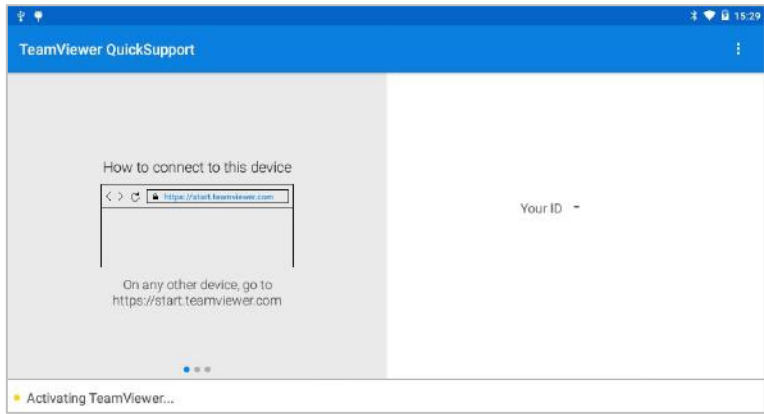 15:29
TeamViewer QuickSupport
How to connect to this device
https://start.teamviewer.com
On any other device, go to
https://start.teamviewer.com
Your ID -
Activating TeamViewer...